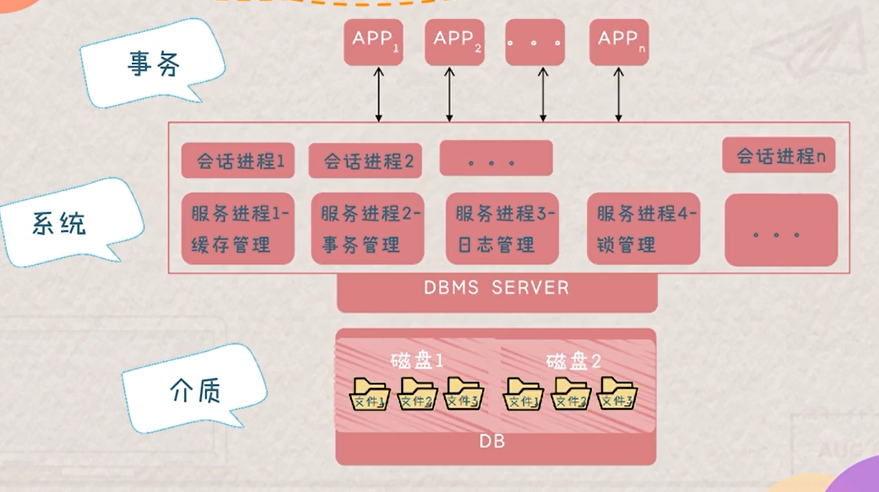 事务
APP1
APP2
。。。
APPn
系统
会话进程1
会话进程2
。。。
会话进程n
服务进程1-
缓存管理
服务进程2-
事务管理
服务进程3-
日志管理
服务进程4-
锁管理
。。。
DBMS SERVER
介质
磁盘1
磁盘2
文件1
文件2
文件3
文件1
文件2
文件3
DB
AUG